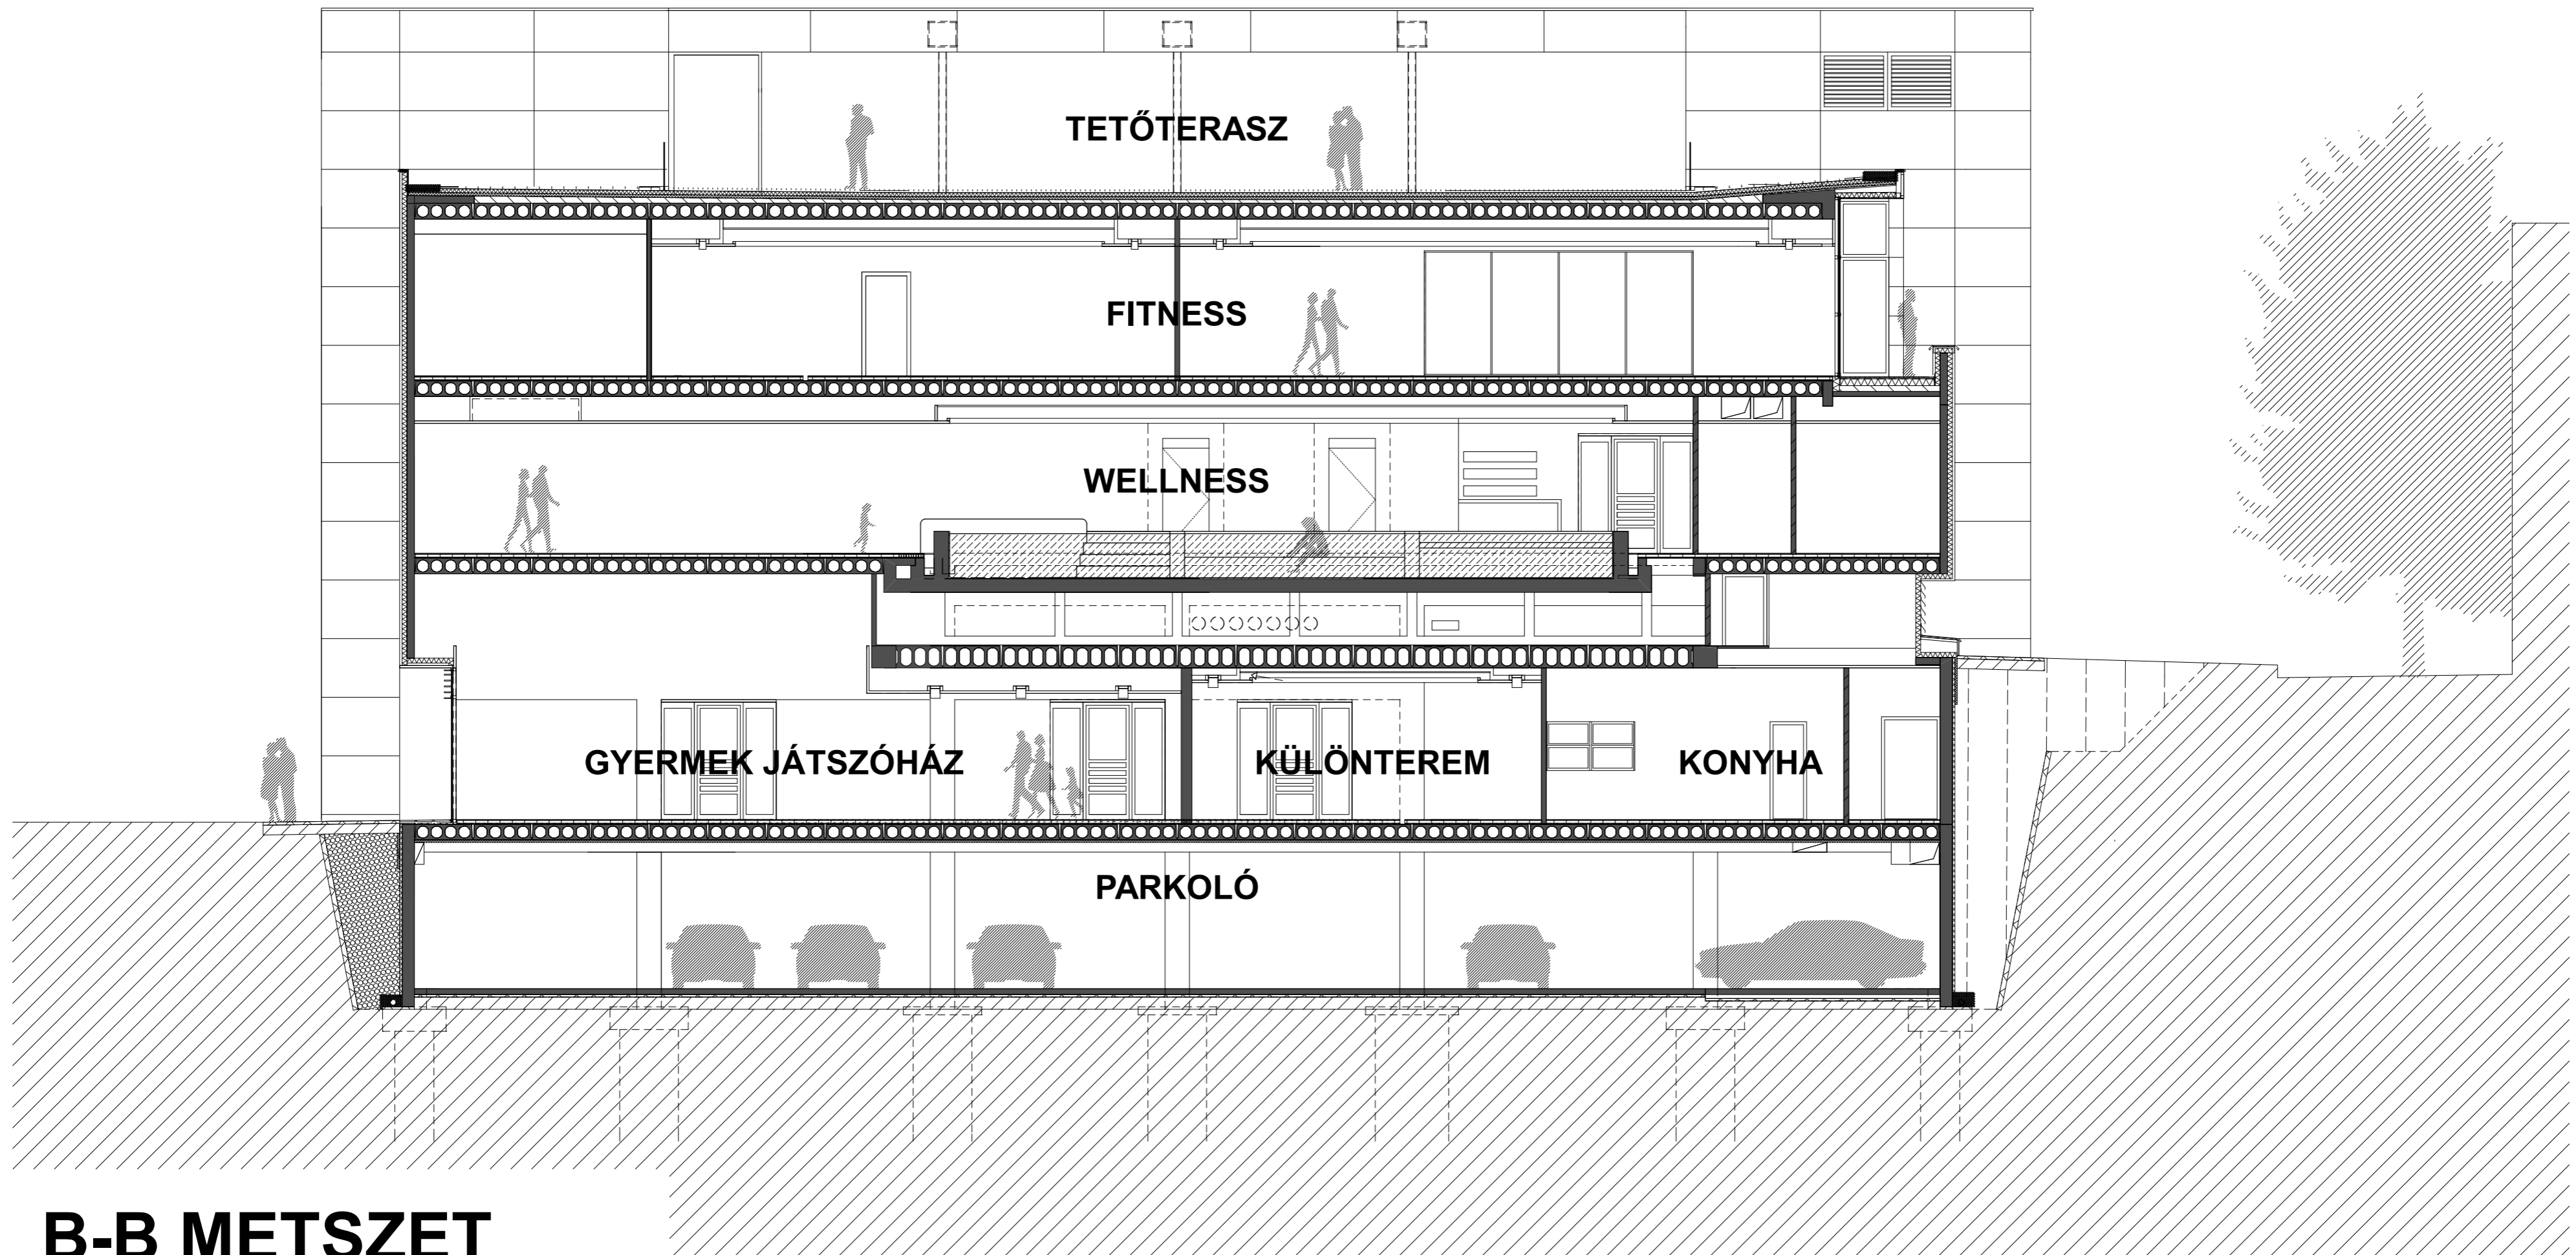 TETŐTERASZ
FITNESS
WELLNESS
GYERMEK JÁTSZÓHÁZ
KÜLÖNTEREM
KONYHA
PARKOLÓ
B-B METSZET